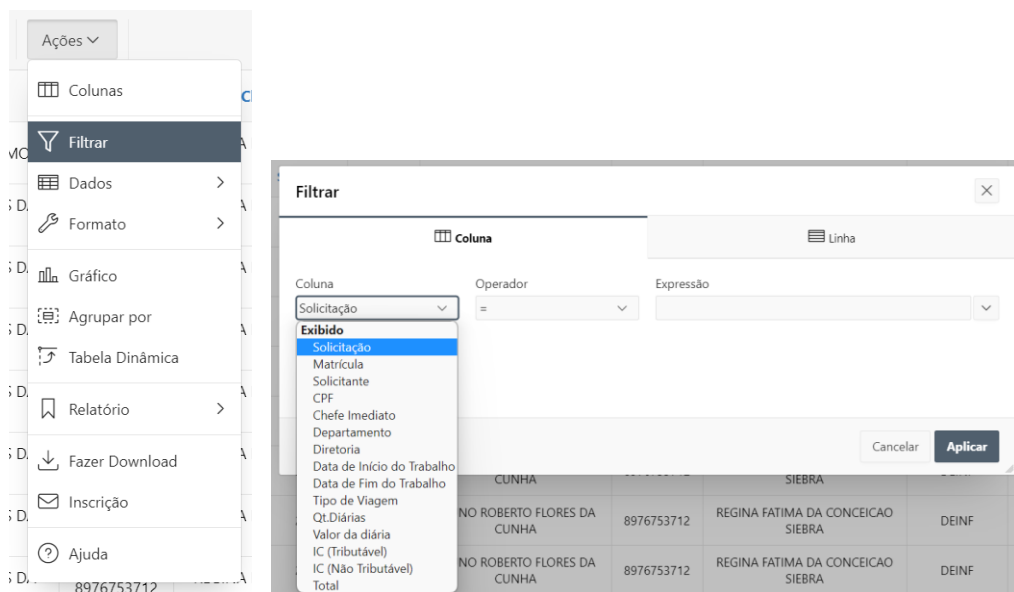 Ações
Colunas
Filtrar
Dados
Formato
Gráfico
Agrupar por
Tabela Dinâmica
Relatório
Fazer Download
Inscrição
Ajuda
8976753712
Filtrar
Coluna
Linha
Coluna Operador Expressão
Solicitação =
Exibido
Solicitação
Matrícula
Solicitante
CPF
Chefe Imediato
Departamento
Diretoria
Data de Início do Trabalho
Data de Fim do Trabalho
Tipo de Viagem
Qt.Diárias
Valor da diária
IC (Tributável)
IC (Não Tributável)
Total
Cancelar Aplicar
CUNHA SIEBRA
NO ROBERTO FLORES DA CUNHA 8976753712 REGINA FATIMA DA CONCEICAO SIEBRA DEINF
NO ROBERTO FLORES DA CUNHA 8976753712 REGINA FATIMA DA CONCEICAO SIEBRA DEINF